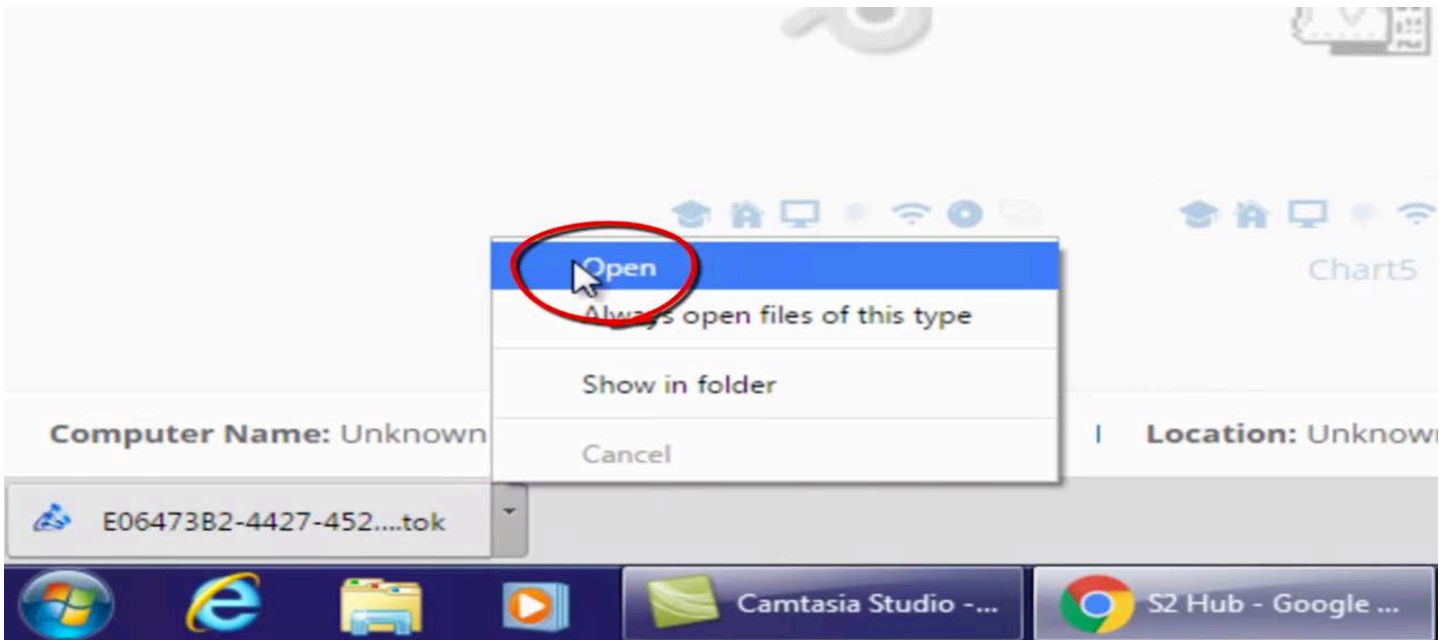 Open
Chart5
Always open files of this type
Show in folder
Computer Name: Unknown
Location: Unknow
Cancel
E06473B2-4427-452....tok
Camtasia Studio -...
S2 Hub - Google ...